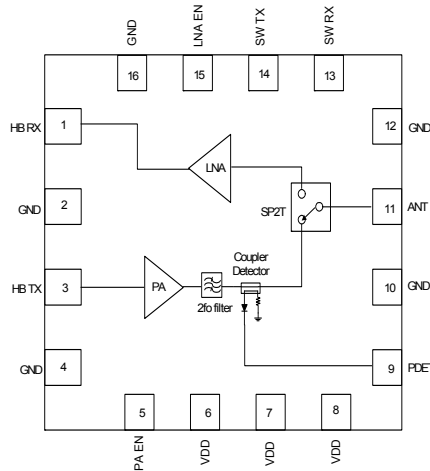 GND
LNA EN
SW TX
SW RX
16
15
14
13
HB RX
1
12
GND
LNA
GND
2
SP2T
11
ANT
Coupler
Detector
HB TX
3
PA
2fo filter
10
GND
GND
4
9
PDET
5
6
7
8
PA EN
VDD
VDD
VDD